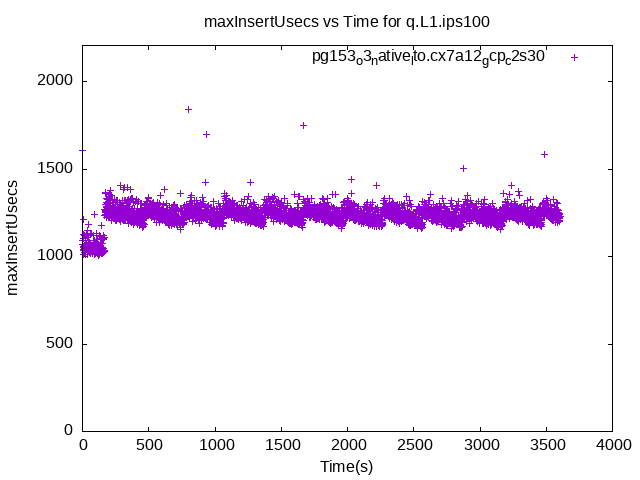 maxInsertUsecs vs Time for q.L1.ips100
pg153_o3_native_lto.cx7a12_gcp_c2s30
maxInsertUsecs
2000
1500
1000
500
0
0 500 1000 1500 2000 2500 3000 3500 4000
Time(s)